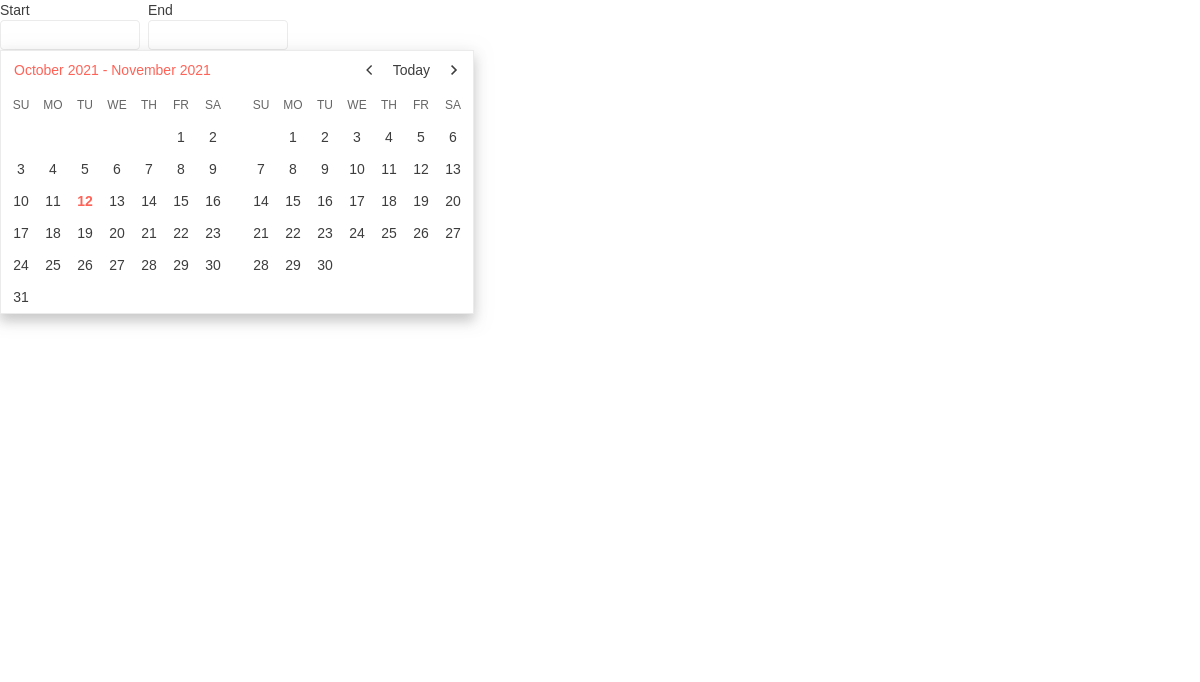 Start End
October 2021 - November 2021 Today
SU MO TU WE TH FR SA SU MO TU WE TH FR SA
1 2 1 2 3 4 5 6
3 4 5 6 7 8 9 7 8 9 10 11 12 13
10 11 12 13 14 15 16 14 15 16 17 18 19 20
17 18 19 20 21 22 23 21 22 23 24 25 26 27
24 25 26 27 28 29 30 28 29 30
31